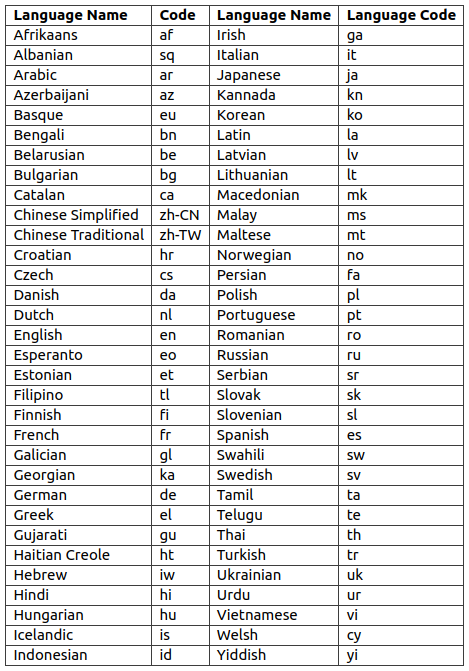 Language Name Code Language Name Language Code
Afrikaans af Irish ga
Albanian sq Italian it
Arabic ar Japanese ja
Azerbaijani az Kannada kn
Basque eu Korean ko
Bengali bn Latin la
Belarusian be Latvian lv
Bulgarian bg Lithuanian lt
Catalan ca Macedonian mk
Chinese Simplified zh-CN Malay ms
Chinese Traditional zh-TW Maltese mt
Croatian hr Norwegian no
Czech cs Persian fa
Danish da Polish pl
Dutch nl Portuguese pt
English en Romanian ro
Esperanto eo Russian ru
Estonian et Serbian sr
Filipino tl Slovak sk
Finnish fi Slovenian sl
French fr Spanish es
Galician gl Swahili sw
Georgian ka Swedish sv
German de Tamil ta
Greek el Telugu te
Gujarati gu Thai th
Haitian Creole ht Turkish tr
Hebrew iw Ukrainian uk
Hindi hi Urdu ur
Hungarian hu Vietnamese vi
Icelandic is Welsh cy
Indonesian id Yiddish yi